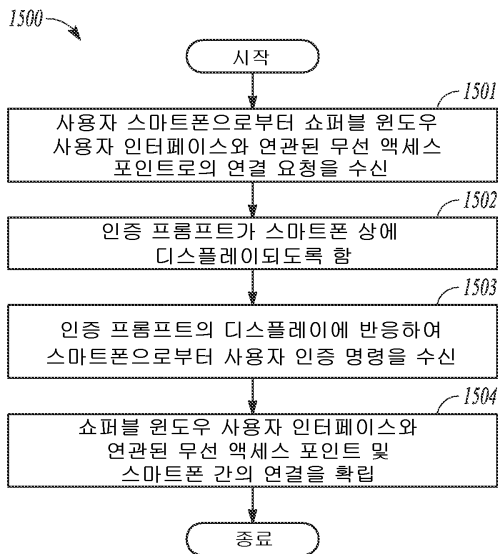 1500
시작
1501
사용자 스마트폰으로부터 쇼퍼블 윈도우
사용자 인터페이스와 연관된 무선 액세스
포인트로의 연결 요청을 수신
1502
인증 프롬프트가 스마트폰 상에
디스플레이되도록 함
1503
인증 프롬프트의 디스플레이에 반응하여
스마트폰으로부터 사용자 인증 명령을 수신
1504
쇼퍼블 윈도우 사용자 인터페이스와
연관된 무선 액세스 포인트 및
스마트폰 간의 연결을 확립
종료